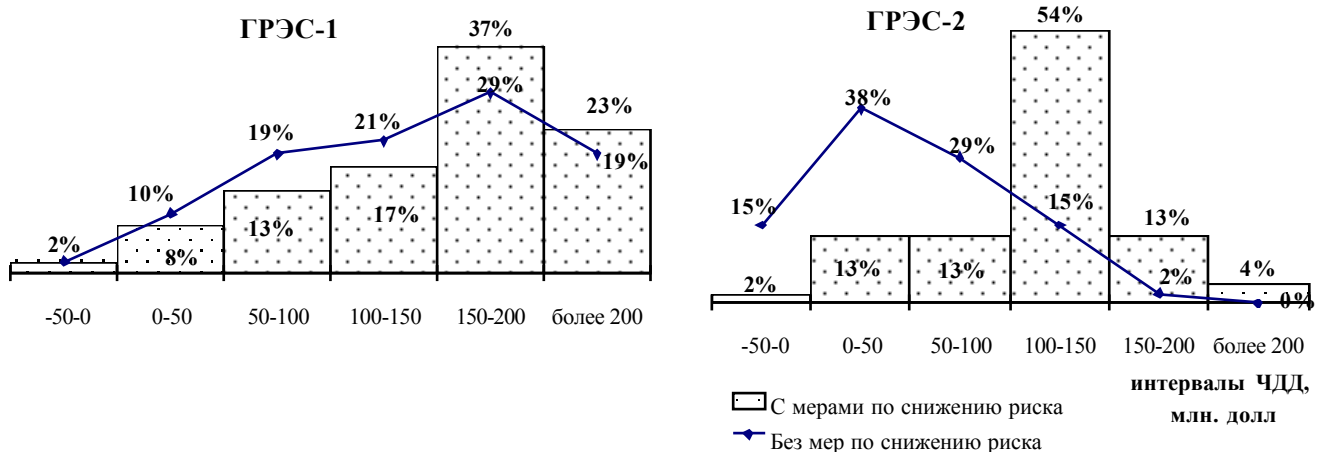 ГРЭС-1
37%
29%
23%
19%
21%
19%
17%
13%
10%
8%
2%
-50-0 0-50 50-100 100-150 150-200 более 200
ГРЭС-2
54%
38%
29%
15%
15%
13%
13%
13%
2%
2%
4%
0%
-50-0 0-50 50-100 100-150 150-200 более 200
интервалы ЧДД,
млн. долл
С мерами по снижению риска
Без мер по снижению риска